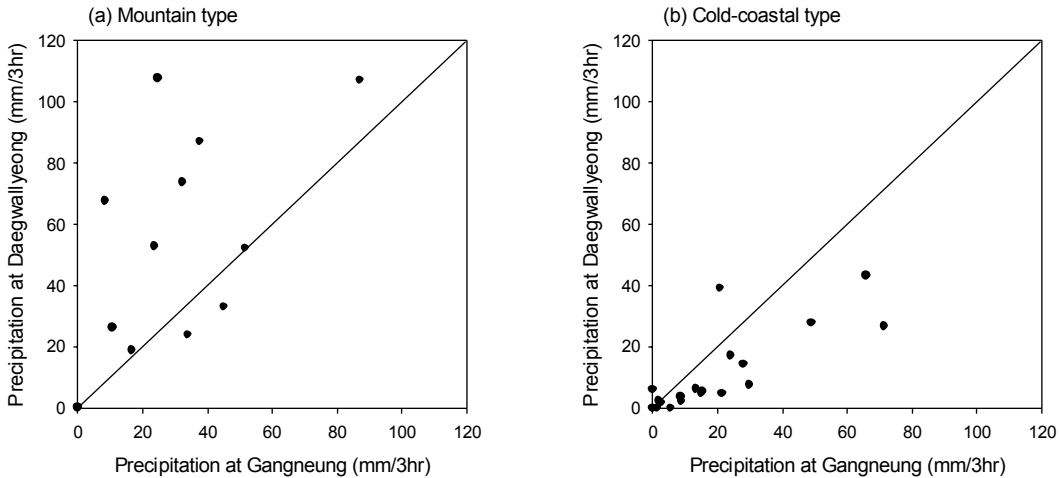 (a) Mountain type
120
100
80
60
40
20
0
Precipitation at Daegwallyeong (mm/3hr)
0 20 40 60 80 100 120
Precipitation at Gangneung (mm/3hr)
(b) Cold-coastal type
120
100
80
60
40
20
0
Precipitation at Daegwallyeong (mm/3hr)
0 20 40 60 80 100 120
Precipitation at Gangneung (mm/3hr)